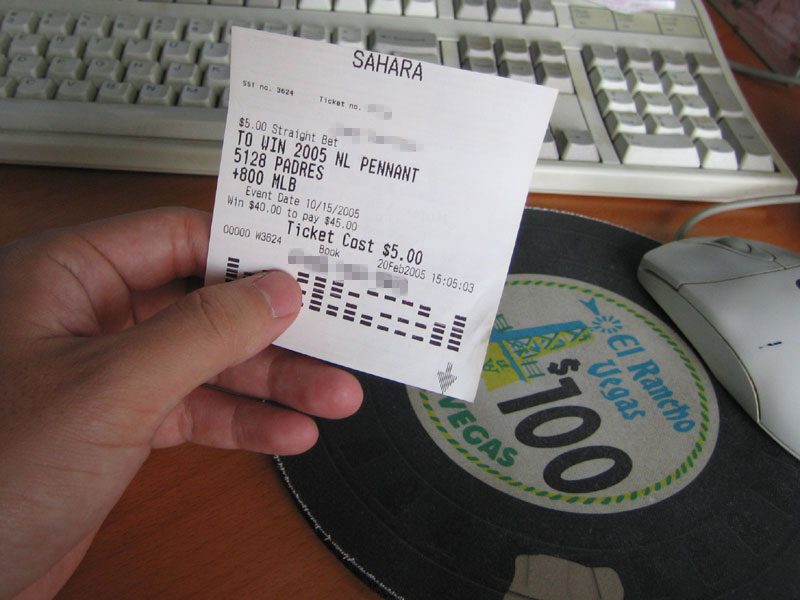 SAHARA
SST no. 3624 Ticket no.
$5.00 Straight Bet
TO WIN 2005 NL PENNANT
5128 PADRES
+800 MLB
Event Date 10/15/2005
Win $40.00 to pay $45.00
Ticket Cost $5.00
00000 W3624 Book 20Feb2005 15:05:03
El Rancho
Vegas
$100
VEGAS